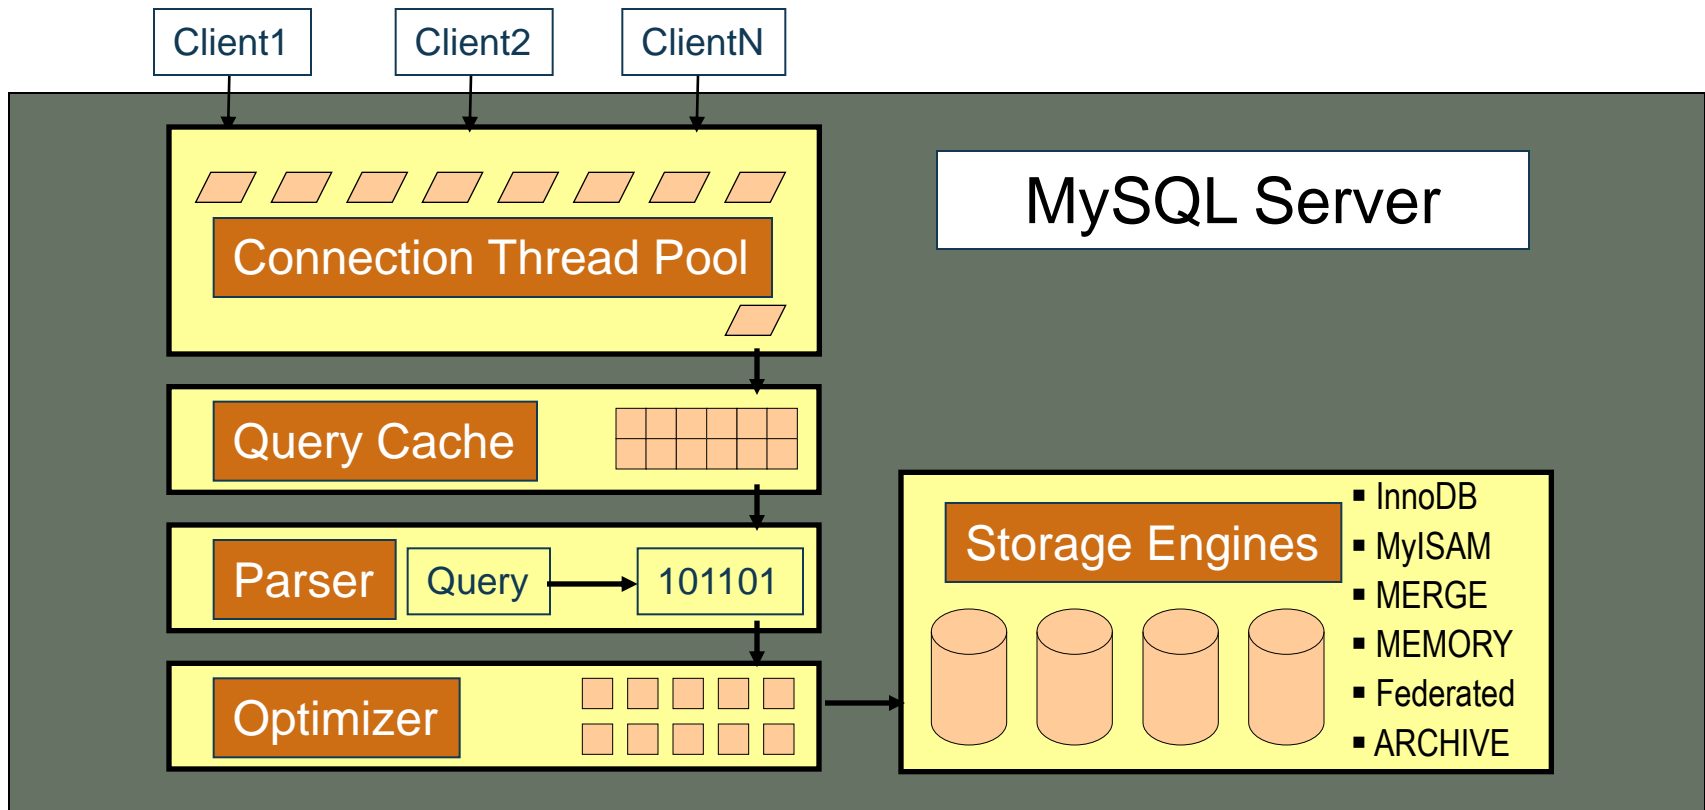 Client1
Client2
ClientN
MySQL Server
Connection Thread Pool
Query Cache
Parser
Query
101101
Optimizer
Storage Engines
▪ InnoDB
▪ MyISAM
▪ MERGE
▪ MEMORY
▪ Federated
▪ ARCHIVE